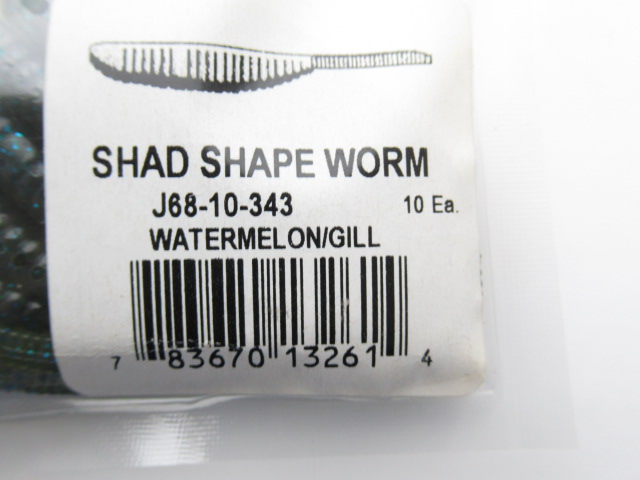 SHAD SHAPE WORM
J68-10-343 10 Ea.
WATERMELON/GILL
7 83670 13261 4